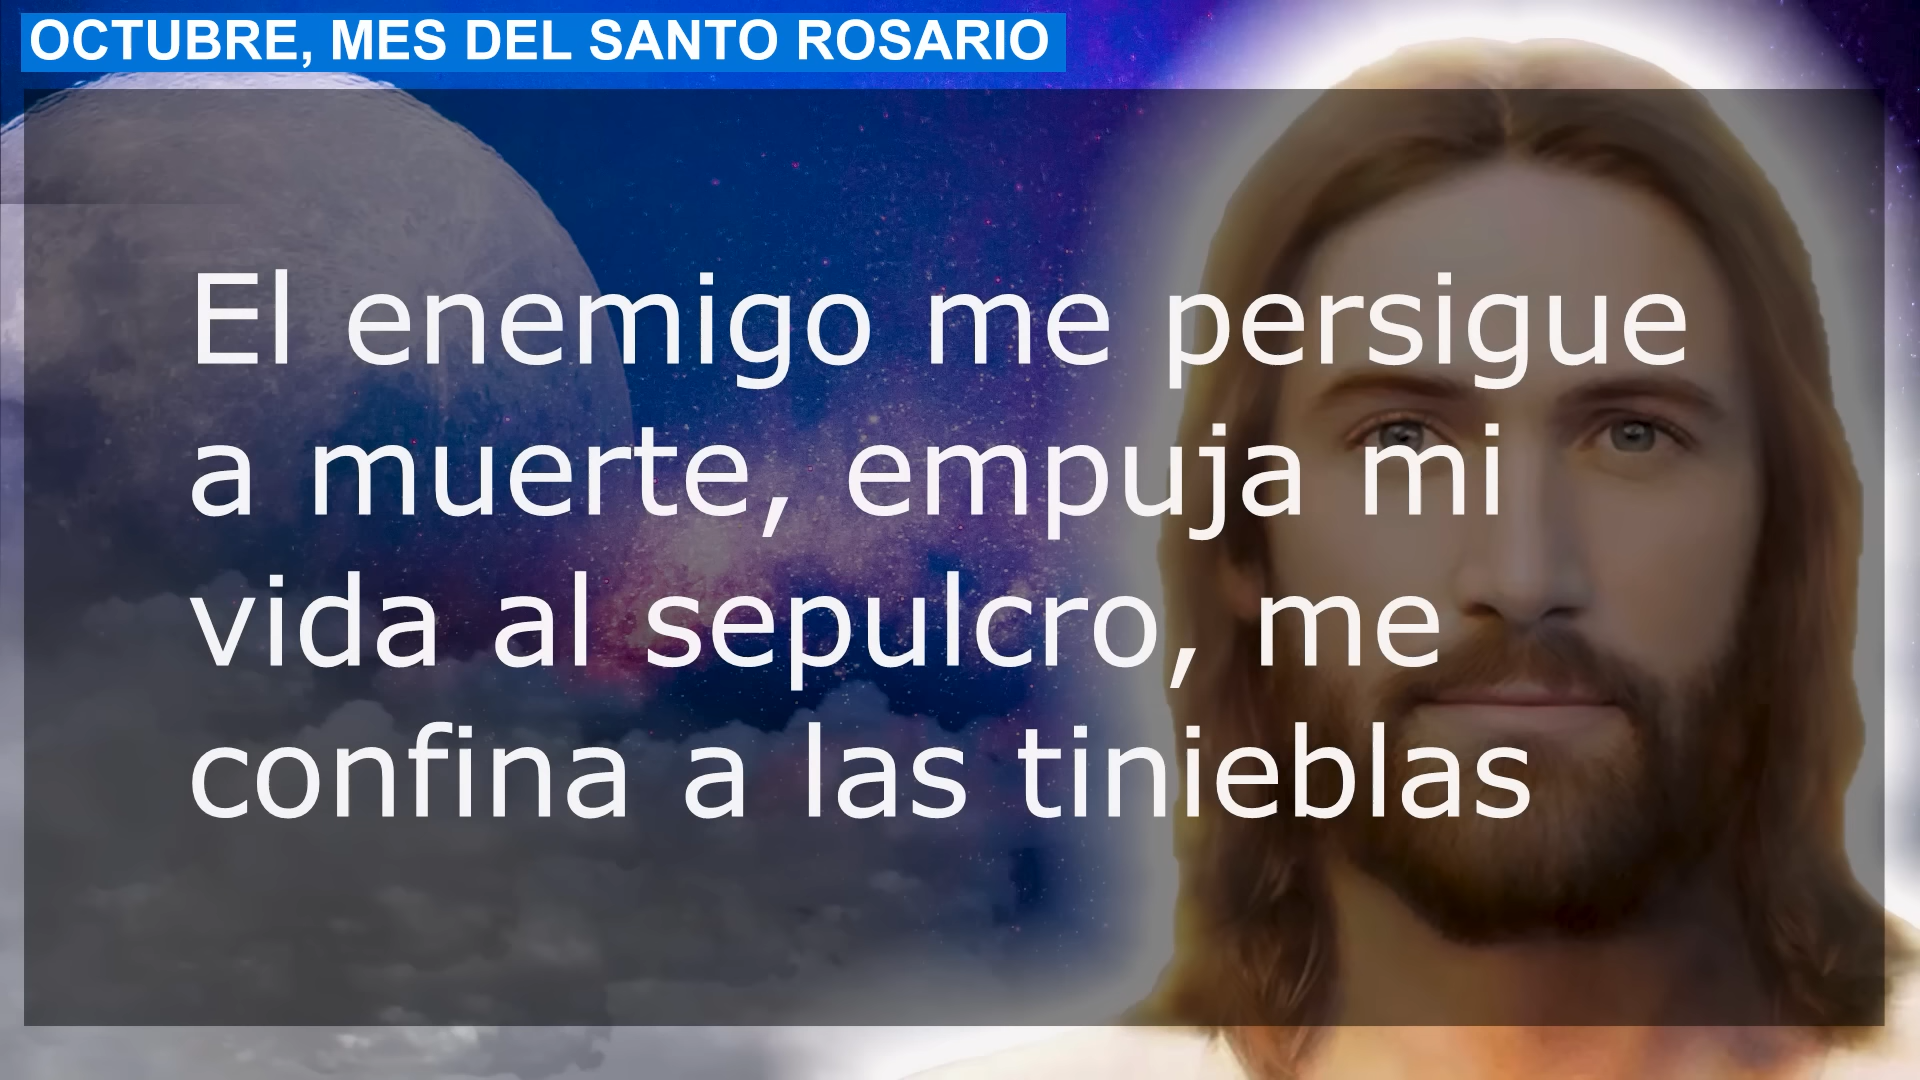 OCTUBRE, MES DEL SANTO ROSARIO
El enemigo me persigue
a muerte, empuja mi
vida al sepulcro, me
confina a las tinieblas